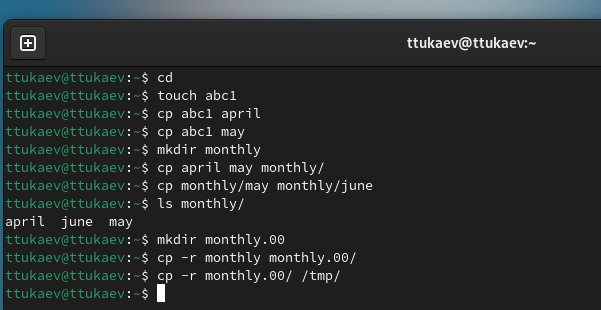 ttukaev@ttukaev:~
ttukaev@ttukaev:~$ cd
ttukaev@ttukaev:~$ touch abc1
ttukaev@ttukaev:~$ cp abc1 april
ttukaev@ttukaev:~$ cp abc1 may
ttukaev@ttukaev:~$ mkdir monthly
ttukaev@ttukaev:~$ cp april may monthly/
ttukaev@ttukaev:~$ cp monthly/may monthly/june
ttukaev@ttukaev:~$ ls monthly/
april  june  may
ttukaev@ttukaev:~$ mkdir monthly.00
ttukaev@ttukaev:~$ cp -r monthly monthly.00/
ttukaev@ttukaev:~$ cp -r monthly.00/ /tmp/
ttukaev@ttukaev:~$